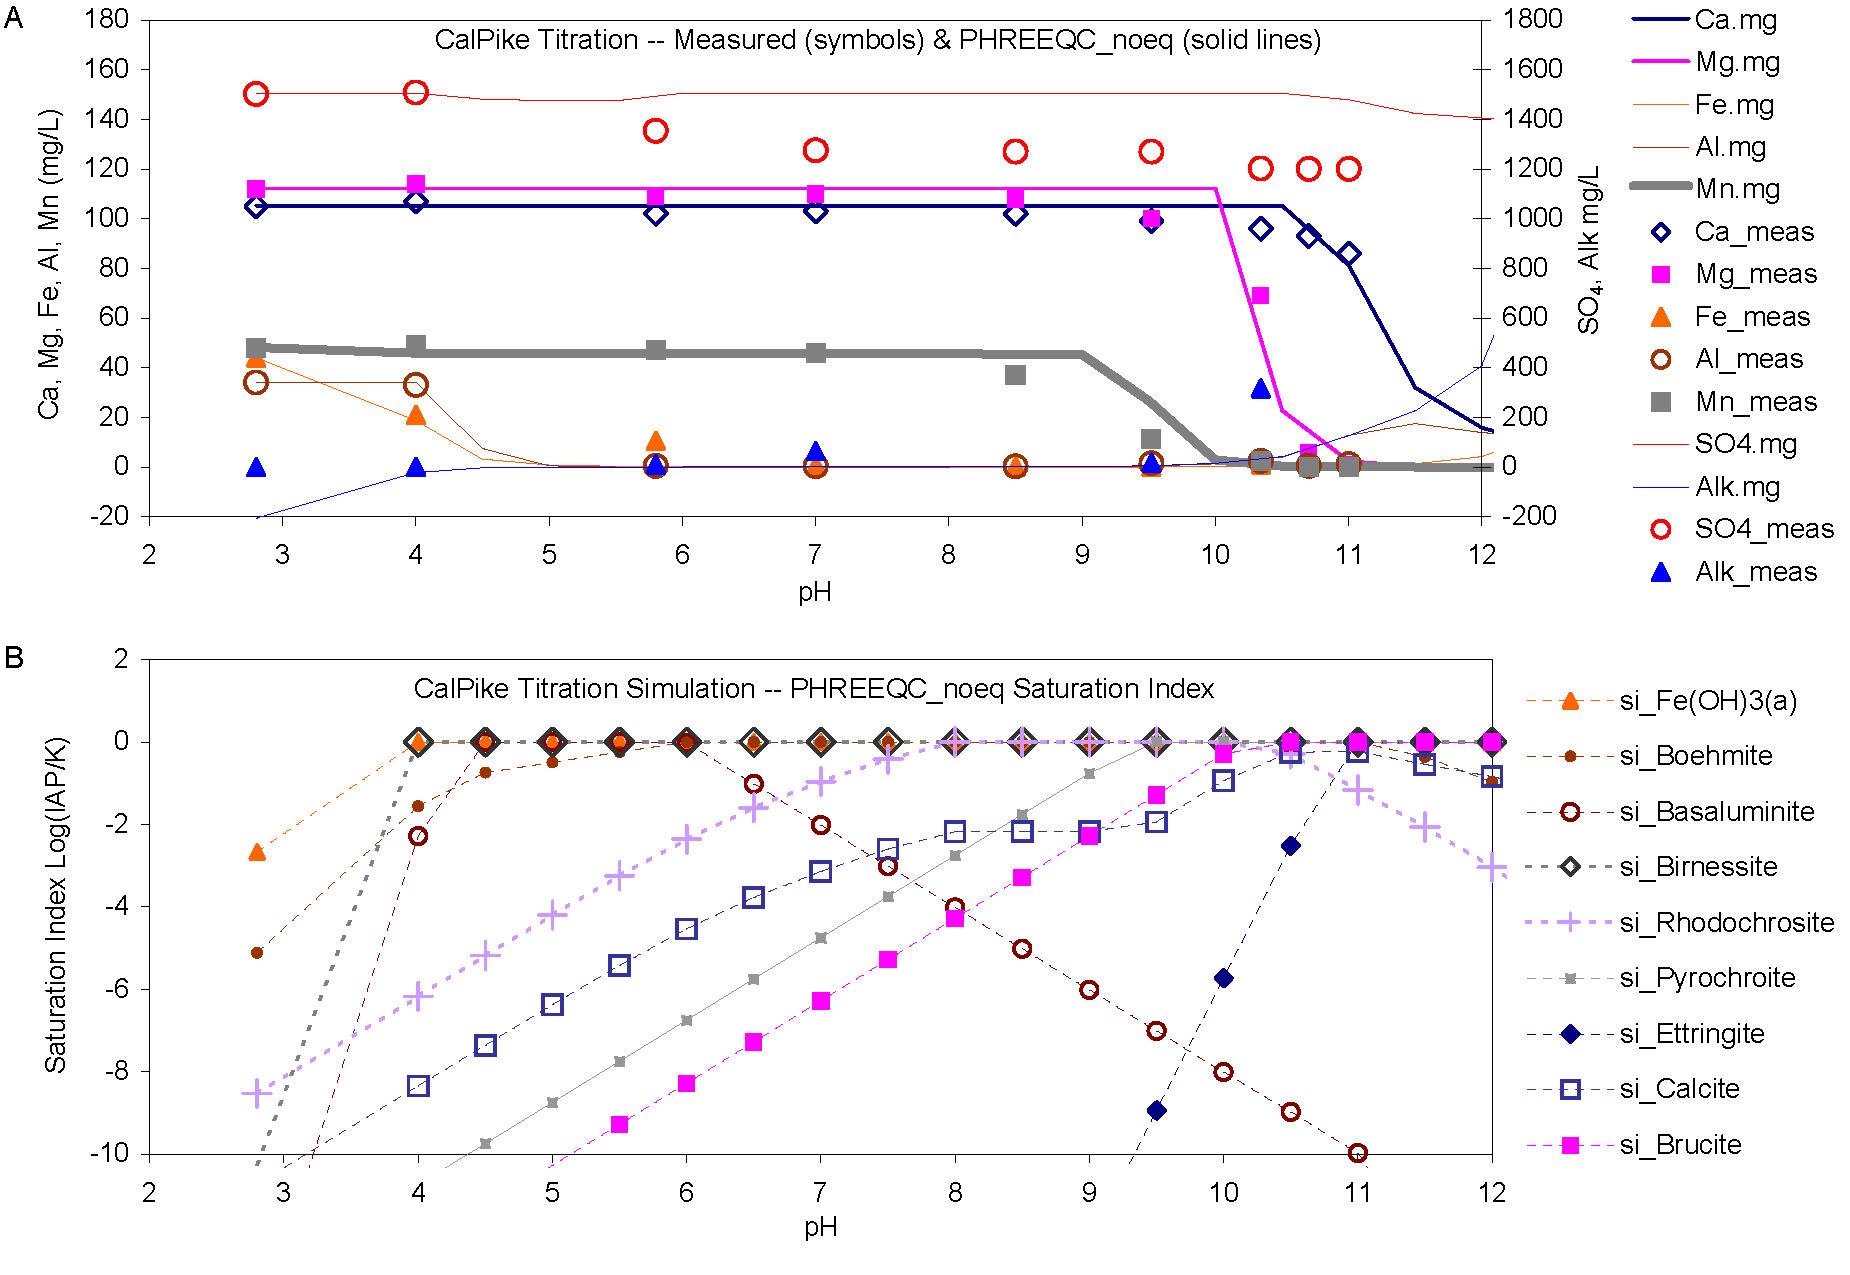 A
CalPike Titration -- Measured (symbols) & PHREEQC_noeq (solid lines)
Ca, Mg, Fe, Al, Mn (mg/L)
180
160
140
120
100
80
60
40
20
0
-20
2 3 4 5 6 7 8 9 10 11 12
pH
1800
1600
1400
1200
1000
800
600
400
200
0
-200
SO4, Alk mg/L
Ca.mg
Mg.mg
Fe.mg
Al.mg
Mn.mg
Ca_meas
Mg_meas
Fe_meas
Al_meas
Mn_meas
SO4.mg
Alk.mg
SO4_meas
Alk_meas
B
CalPike Titration Simulation -- PHREEQC_noeq Saturation Index
Saturation Index Log(IAP/K)
2
0
-2
-4
-6
-8
-10
2 3 4 5 6 7 8 9 10 11 12
pH
si_Fe(OH)3(a)
si_Boehmite
si_Basaluminite
si_Birnessite
si_Rhodochrosite
si_Pyrochroite
si_Ettringite
si_Calcite
si_Brucite